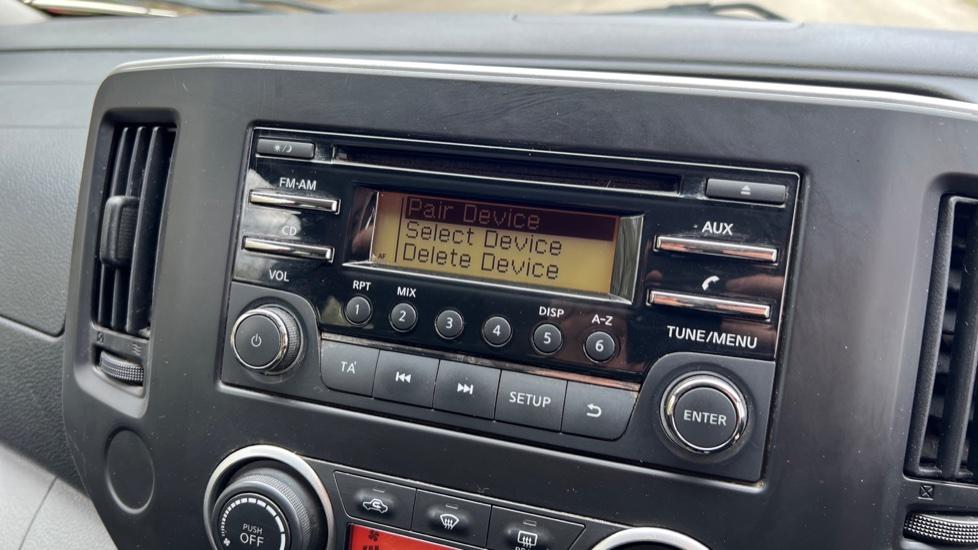 FM·AM
CD
VOL
Pair Device
Select Device
Delete Device
AF
AUX
TUNE/MENU
RPT MIX DISP A-Z
1 2 3 4 5 6
TA SETUP
ENTER
PUSH
OFF